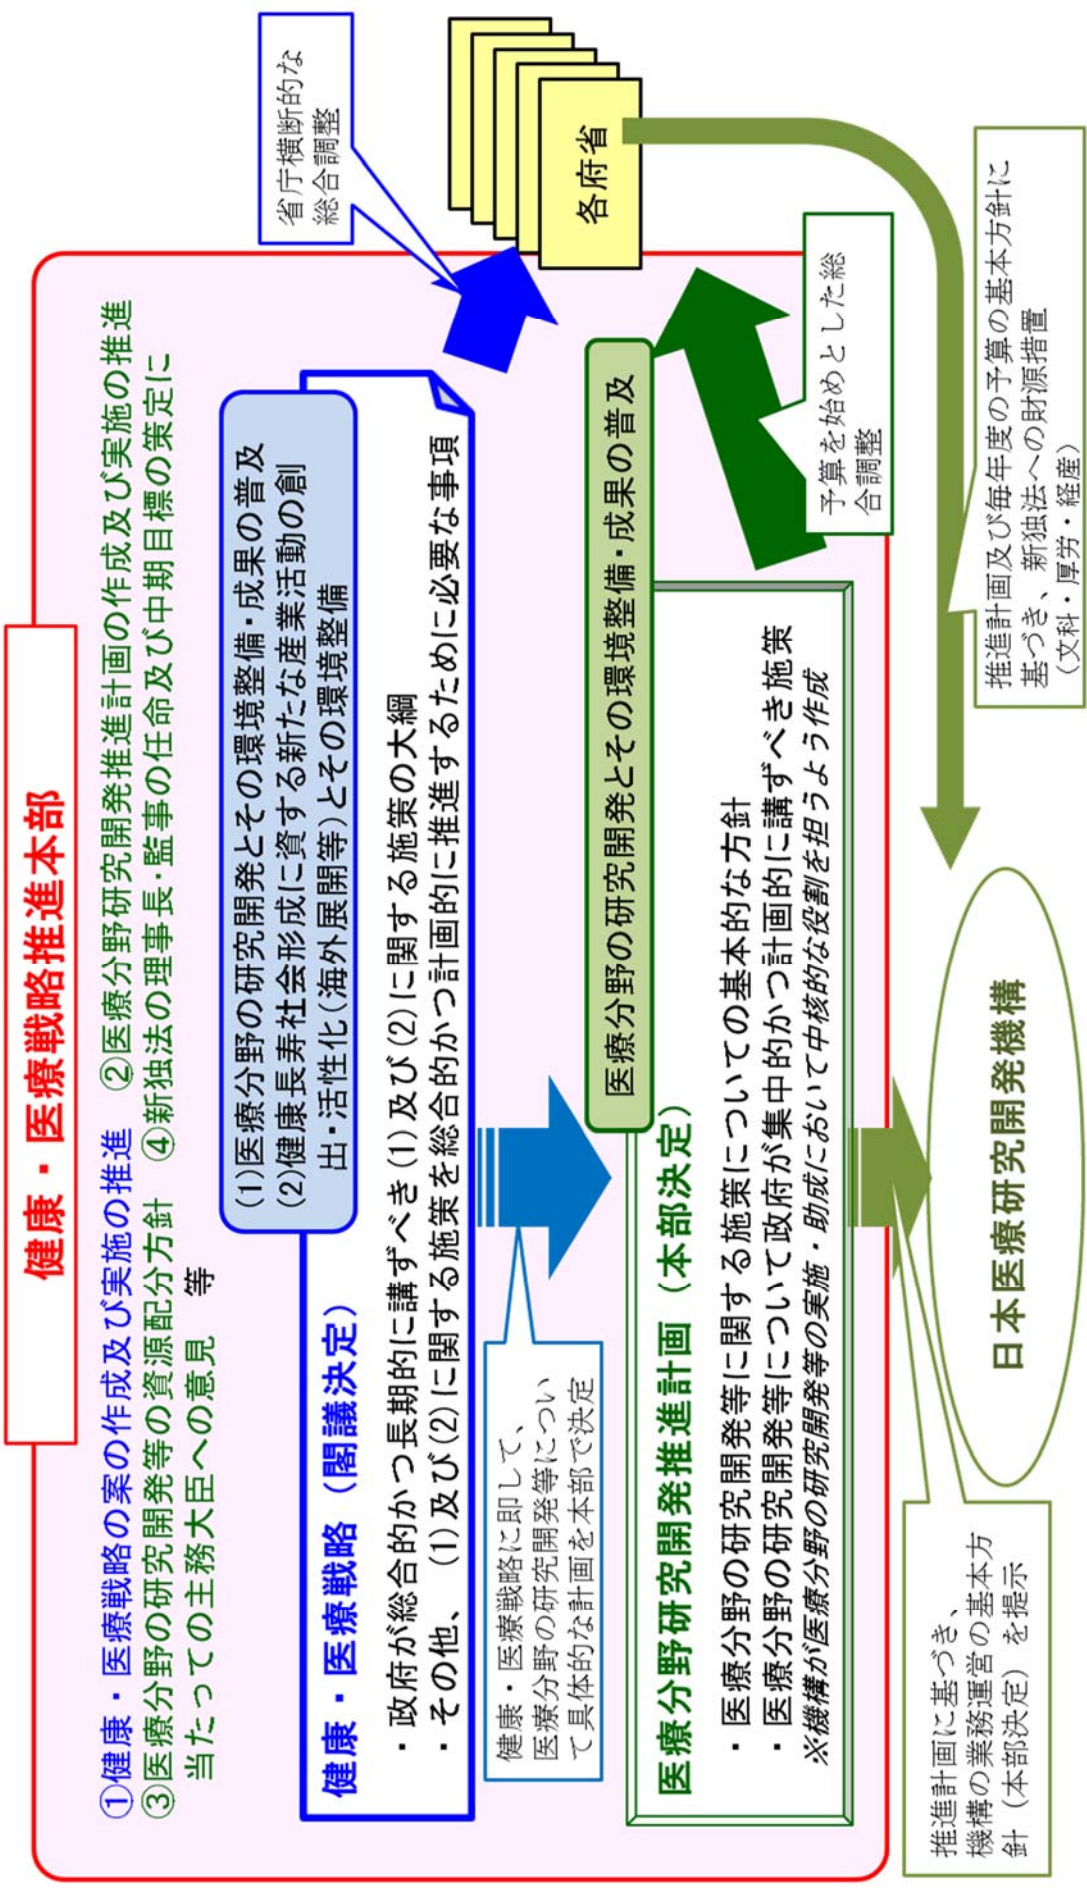 健康・医療戦略推進本部
①健康・医療戦略の案の作成及び実施の推進　②医療分野研究開発推進計画の作成及び実施の推進
③医療分野の研究開発等の資源配分方針　④新独法の理事長・監事の任命及び中期目標の策定に
当たっての主務大臣への意見　等
(1)医療分野の研究開発とその環境整備・成果の普及
(2)健康長寿社会形成に資する新たな産業活動の創
出・活性化(海外展開等)とその環境整備
健康・医療戦略（閣議決定）
・政府が総合的かつ長期的に講ずべき(1)及び(2)に関する施策の大綱
・その他、(1)及び(2)に関する施策を総合的かつ計画的に推進するために必要な事項
省庁横断的な
総合調整
各府省
健康・医療戦略に即して、
医療分野の研究開発等につい
て具体的な計画を本部で決定
医療分野の研究開発とその環境整備・成果の普及
医療分野研究開発推進計画（本部決定）
・医療分野の研究開発等に関する施策についての基本的な方針
・医療分野の研究開発等について政府が集中的かつ計画的に講ずべき施策
※機構が医療分野の研究開発等の実施・助成において中核的な役割を担うよう作成
予算を始めとした総
合調整
推進計画に基づき、
機構の業務運営の基本方
針（本部決定）を提示
日本医療研究開発機構
推進計画及び毎年度の予算の基本方針に
基づき、新独法への財源措置
（文科・厚労・経産）